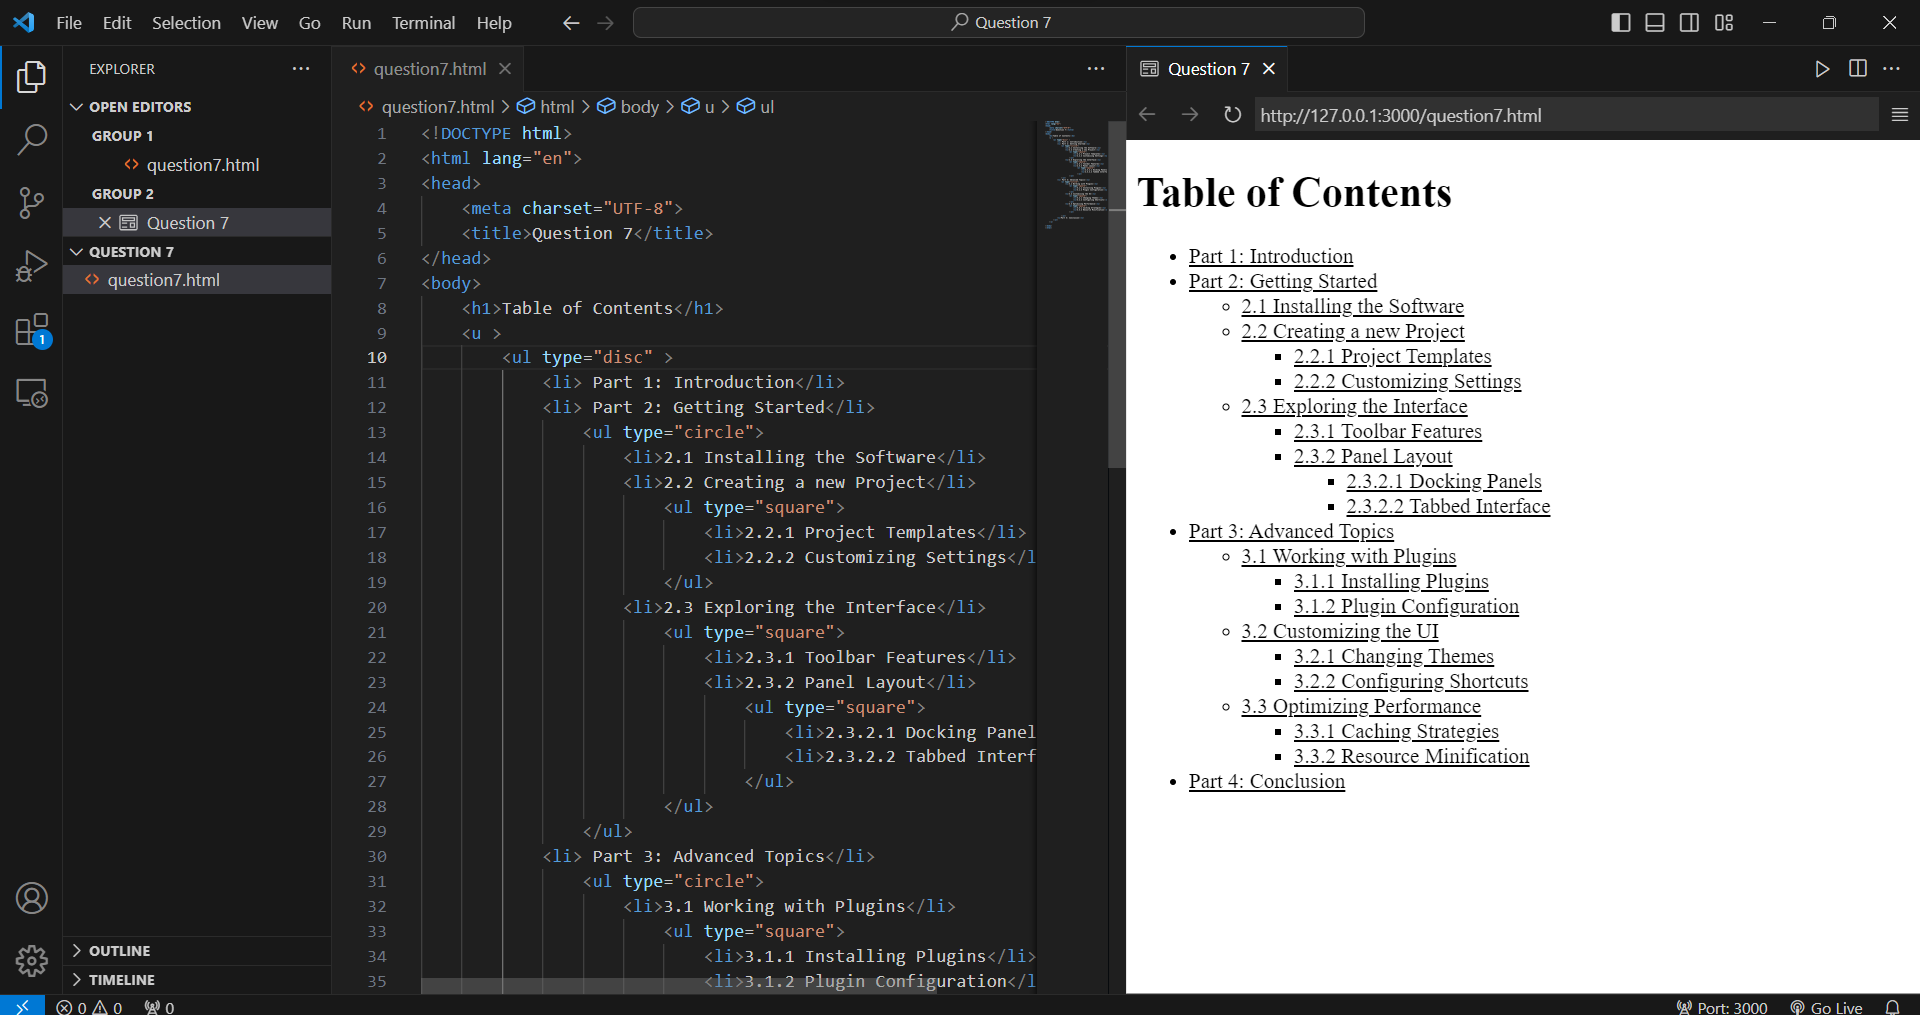 File Edit Selection View Go Run Terminal Help
Question 7
EXPLORER
OPEN EDITORS
GROUP 1
question7.html
GROUP 2
Question 7
QUESTION 7
question7.html
OUTLINE
TIMELINE
question7.html
question7.html > html > body > u > ul
1 <!DOCTYPE html>
2 <html lang="en">
3 <head>
4 <meta charset="UTF-8">
5 <title>Question 7</title>
6 </head>
7 <body>
8 <h1>Table of Contents</h1>
9 <u >
10 <ul type="disc" >
11 <li> Part 1: Introduction</li>
12 <li> Part 2: Getting Started</li>
13 <ul type="circle">
14 <li>2.1 Installing the Software</li>
15 <li>2.2 Creating a new Project</li>
16 <ul type="square">
17 <li>2.2.1 Project Templates</li>
18 <li>2.2.2 Customizing Settings</l
19 </ul>
20 <li>2.3 Exploring the Interface</li>
21 <ul type="square">
22 <li>2.3.1 Toolbar Features</li>
23 <li>2.3.2 Panel Layout</li>
24 <ul type="square">
25 <li>2.3.2.1 Docking Panel
26 <li>2.3.2.2 Tabbed Interf
27 </ul>
28 </ul>
29 </ul>
30 <li> Part 3: Advanced Topics</li>
31 <ul type="circle">
32 <li>3.1 Working with Plugins</li>
33 <ul type="square">
34 <li>3.1.1 Installing Plugins</li>
35 <li>3.1.2 Plugin Configuration</l
Question 7
http://127.0.0.1:3000/question7.html
Table of Contents
Part 1: Introduction
Part 2: Getting Started
2.1 Installing the Software
2.2 Creating a new Project
2.2.1 Project Templates
2.2.2 Customizing Settings
2.3 Exploring the Interface
2.3.1 Toolbar Features
2.3.2 Panel Layout
2.3.2.1 Docking Panels
2.3.2.2 Tabbed Interface
Part 3: Advanced Topics
3.1 Working with Plugins
3.1.1 Installing Plugins
3.1.2 Plugin Configuration
3.2 Customizing the UI
3.2.1 Changing Themes
3.2.2 Configuring Shortcuts
3.3 Optimizing Performance
3.3.1 Caching Strategies
3.3.2 Resource Minification
Part 4: Conclusion
1
0 0 0
Port: 3000 Go Live